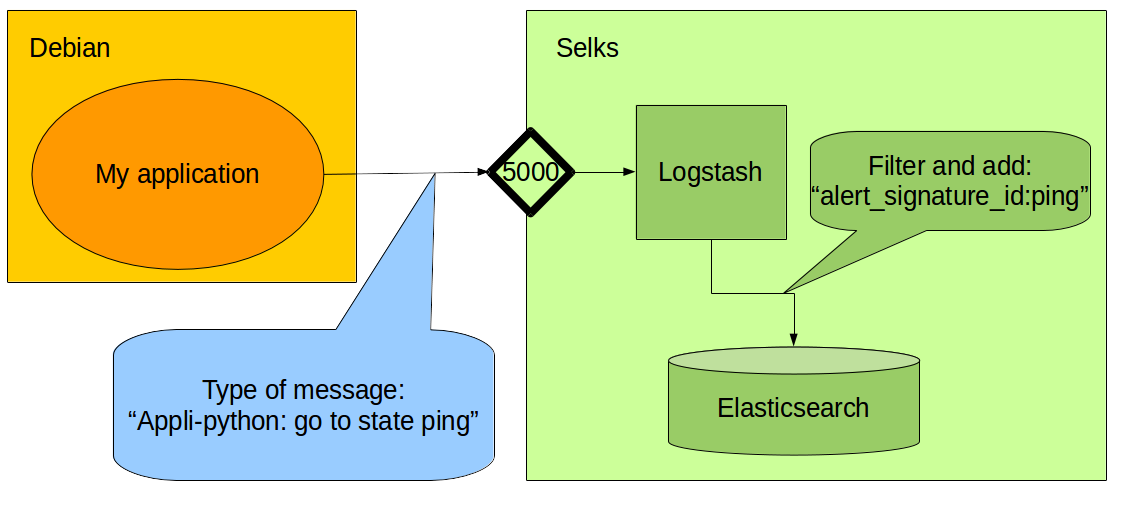 Debian
My application
Selks
5000
Logstash
Filter and add:
“alert_signature_id:ping”
Type of message:
“Appli-python: go to state ping”
Elasticsearch